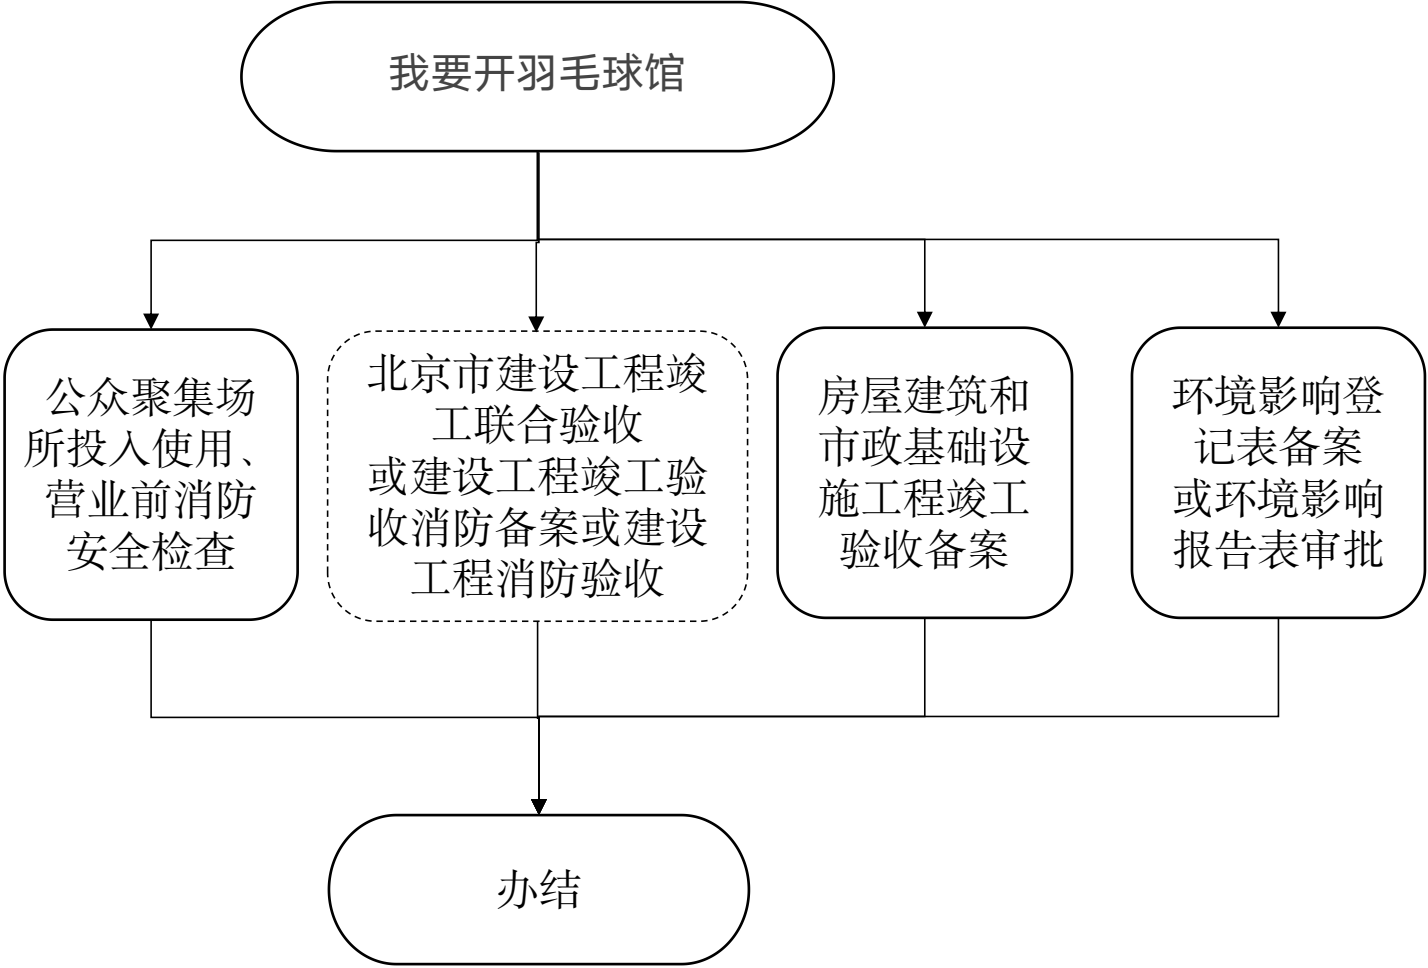 我要开羽毛球馆
公众聚集场
所投入使用、
营业前消防
安全检查
北京市建设工程竣
工联合验收
或建设工程竣工验
收消防备案或建设
工程消防验收
房屋建筑和
市政基础设
施工程竣工
验收备案
环境影响登
记表备案
或环境影响
报告表审批
办结